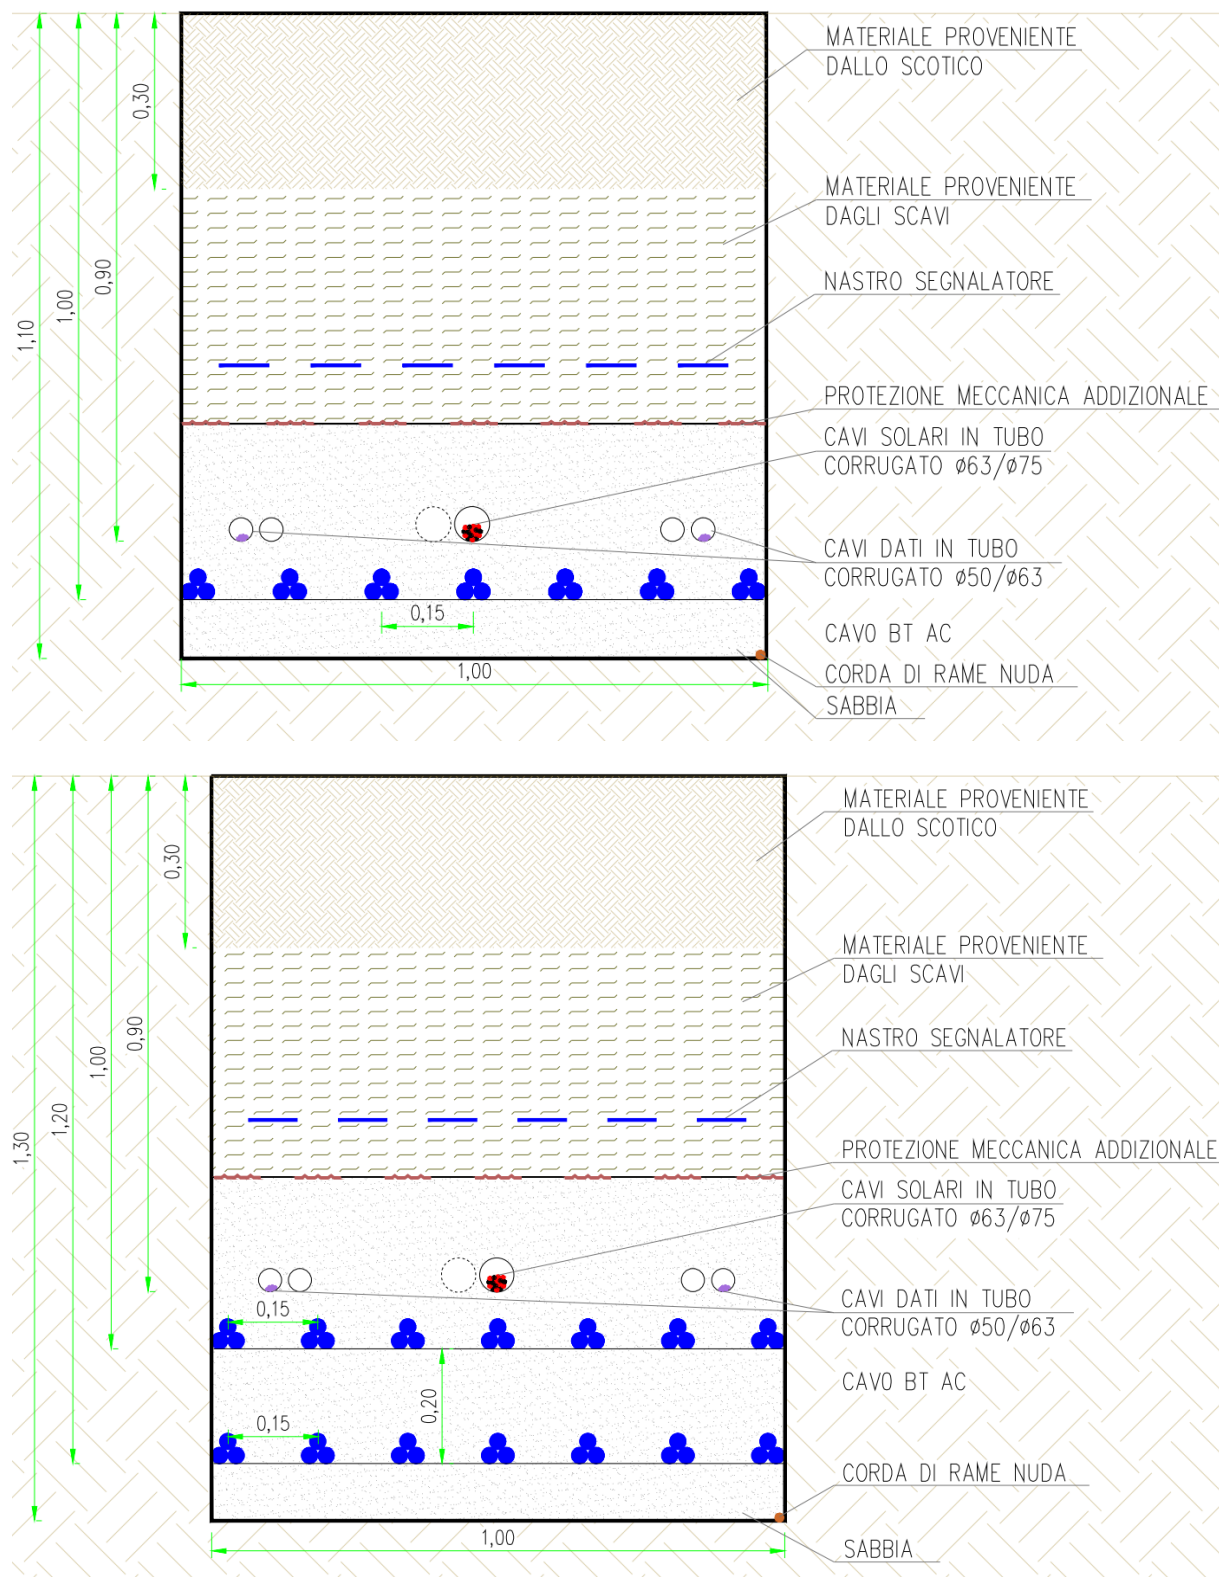 MATERIALE PROVENIENTE
DALLO SCOTICO
0,30
MATERIALE PROVENIENTE
DAGLI SCAVI
0,90
NASTRO SEGNALATORE
1,00
1,10
PROTEZIONE MECCANICA ADDIZIONALE
CAVI SOLARI IN TUBO
CORRUGATO ø63/ø75
CAVI DATI IN TUBO
CORRUGATO ø50/ø63
0,15
CAVO BT AC
1,00
CORDA DI RAME NUDA
SABBIA
MATERIALE PROVENIENTE
DALLO SCOTICO
0,30
MATERIALE PROVENIENTE
DAGLI SCAVI
0,90
NASTRO SEGNALATORE
1,00
1,20
1,30
PROTEZIONE MECCANICA ADDIZIONALE
CAVI SOLARI IN TUBO
CORRUGATO ø63/ø75
CAVI DATI IN TUBO
CORRUGATO ø50/ø63
0,15
CAVO BT AC
0,20
0,15
CORDA DI RAME NUDA
1,00
SABBIA